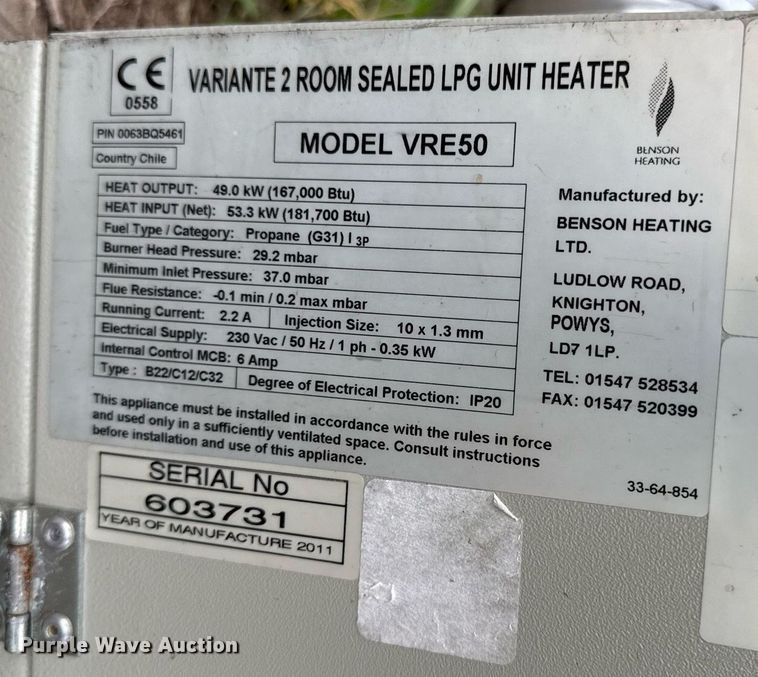 CE
0558
VARIANTE 2 ROOM SEALED LPG UNIT HEATER
PIN 0063BQ5461
Country Chile
MODEL VRE50
BENSON
HEATING
HEAT OUTPUT: 49.0 kW (167,000 Btu)
HEAT INPUT (Net): 53.3 kW (181,700 Btu)
Fuel Type / Category: Propane (G31) I 3P
Burner Head Pressure: 29.2 mbar
Minimum Inlet Pressure: 37.0 mbar
Flue Resistance: -0.1 min / 0.2 max mbar
Running Current: 2.2 A Injection Size: 10 x 1.3 mm
Electrical Supply: 230 Vac / 50 Hz / 1 ph - 0.35 kW
Internal Control MCB: 6 Amp
Type : B22/C12/C32 Degree of Electrical Protection: IP20
Manufactured by:
BENSON HEATING
LTD.
LUDLOW ROAD,
KNIGHTON,
POWYS,
LD7 1LP.
TEL: 01547 528534
FAX: 01547 520399
This appliance must be installed in accordance with the rules in force
and used only in a sufficiently ventilated space. Consult instructions
before installation and use of this appliance.
33-64-854
SERIAL No
603731
YEAR OF MANUFACTURE 2011
Purple Wave Auction